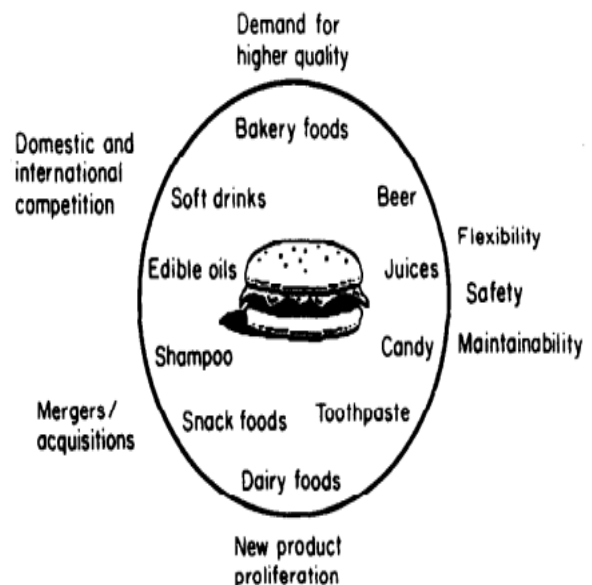 Demand for
higher quality
Bakery foods
Domestic and
international
competition
Soft drinks
Beer
Flexibility
Edible oils
Juices
Safety
Shampoo
Candy
Maintainability
Mergers/
acquisitions
Snack foods
Toothpaste
Dairy foods
New product
proliferation